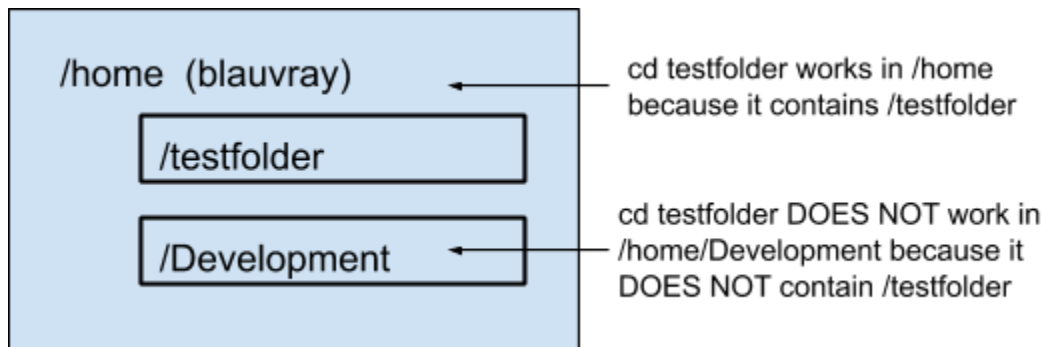 /home (blauvray)
cd testfolder works in /home
because it contains /testfolder
/testfolder
cd testfolder DOES NOT work in
/home/Development because it
DOES NOT contain /testfolder
/Development